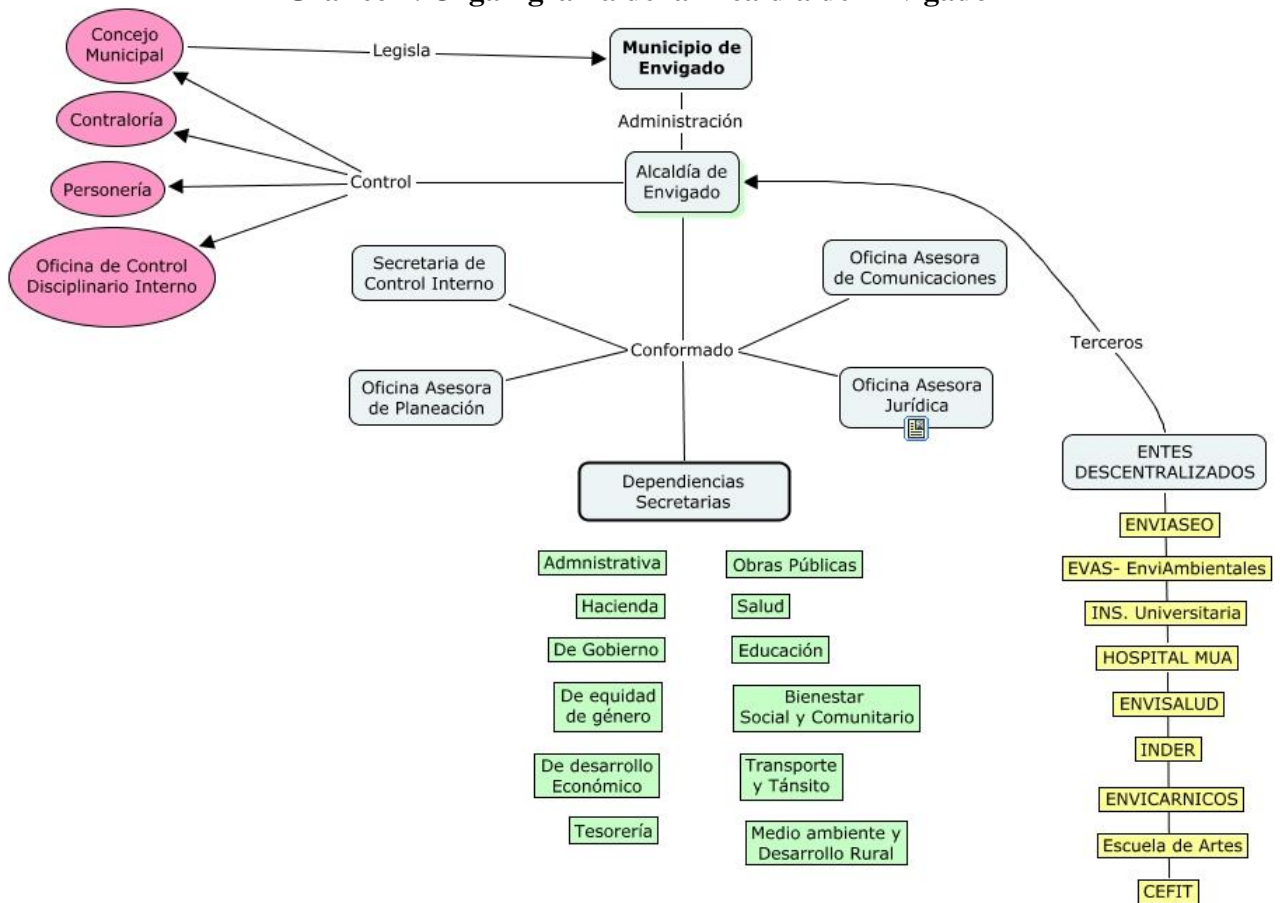 Concejo
Municipal
Legisla
Municipio de
Envigado
Contraloría
Administración
Personería
Control
Alcaldía de
Envigado
Oficina de Control
Disciplinario Interno
Secretaria de
Control Interno
Oficina Asesora
de Comunicaciones
Conformado
Terceros
Oficina Asesora
de Planeación
Oficina Asesora
Jurídica
ENTES
DESCENTRALIZADOS
Dependiencias
Secretarias
Admnistrativa
Hacienda
De Gobierno
De equidad
de género
De desarrollo
Económico
Tesorería
Obras Públicas
Salud
Educación
Bienestar
Social y Comunitario
Transporte
y Tánsito
Medio ambiente y
Desarrollo Rural
ENVIASEO
EVAS- EnviAmbientales
INS. Universitaria
HOSPITAL MUA
ENVISALUD
INDER
ENVICARNICOS
Escuela de Artes
CEFIT